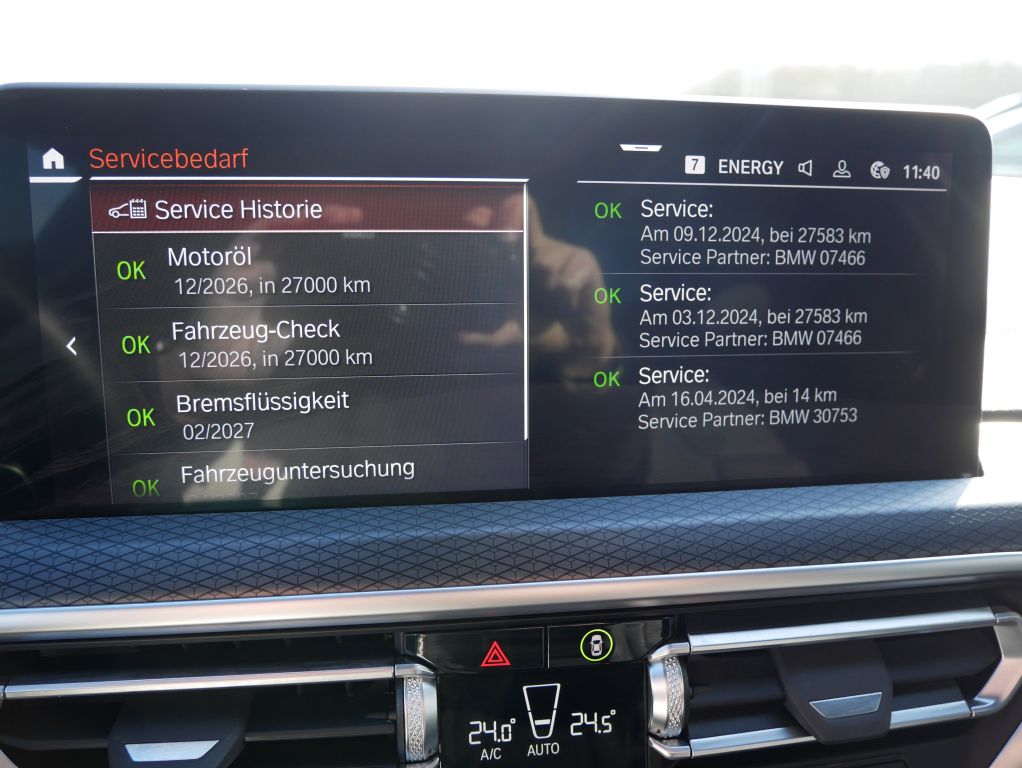 Servicebedarf
7 ENERGY 11:40
Service Historie
OK Motoröl
12/2026, in 27000 km
OK Fahrzeug-Check
12/2026, in 27000 km
OK Bremsflüssigkeit
02/2027
OK Fahrzeuguntersuchung
OK Service:
Am 09.12.2024, bei 27583 km
Service Partner: BMW 07466
OK Service:
Am 03.12.2024, bei 27583 km
Service Partner: BMW 07466
OK Service:
Am 16.04.2024, bei 14 km
Service Partner: BMW 30753
24.0° 24.5°
A/C AUTO